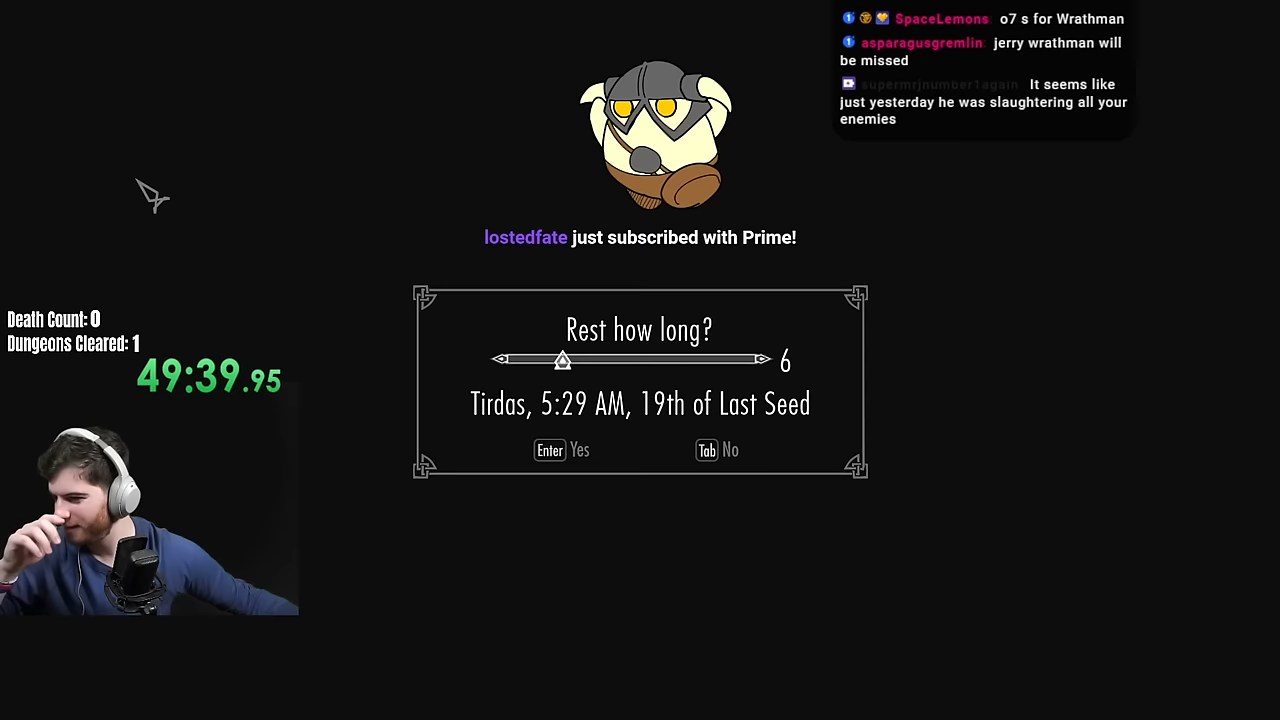 SpaceLemons: o7 s for Wrathman
asparagusgremlin: jerry wrathman will
be missed
supermrjnumber1again It seems like
just yesterday he was slaughtering all your
enemies
lostedfate just subscribed with Prime!
Rest how long?
6
Tirdas, 5:29 AM, 19th of Last Seed
Enter Yes
Tab No
Death Count: 0
Dungeons Cleared: 1
49:39.95